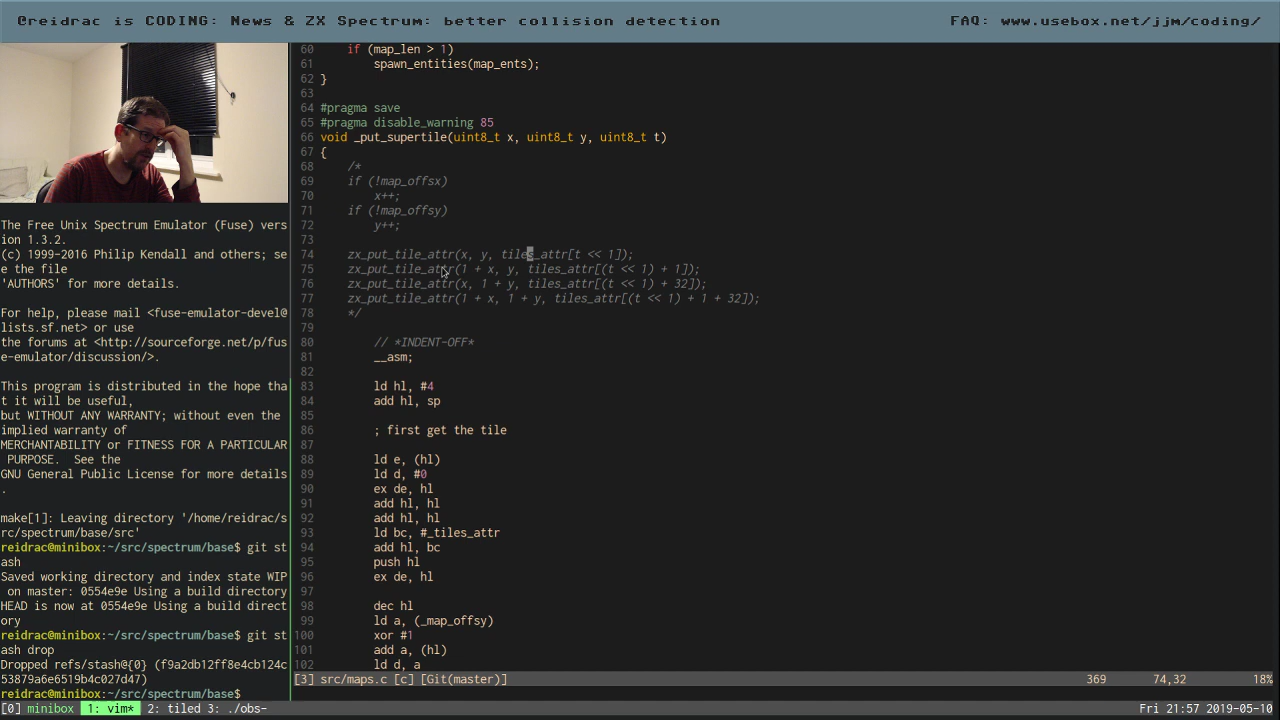 @reidrac is CODING: News & ZX Spectrum: better collision detection
FAQ: www.usebox.net/jjm/coding/
The Free Unix Spectrum Emulator (Fuse) vers
ion 1.3.2.
(c) 1999-2016 Philip Kendall and others; se
e the file
'AUTHORS' for more details.

For help, please mail <fuse-emulator-devel@
lists.sf.net> or use
the forums at <http://sourceforge.net/p/fus
e-emulator/discussion/>.

This program is distributed in the hope tha
t it will be useful,
but WITHOUT ANY WARRANTY; without even the
implied warranty of
MERCHANTABILITY or FITNESS FOR A PARTICULAR
 PURPOSE.  See the
GNU General Public License for more details
.

make[1]: Leaving directory '/home/reidrac/s
rc/spectrum/base/src'
reidrac@minibox:~/src/spectrum/base$ git st
ash
Saved working directory and index state WIP
 on master: 0554e9e Using a build directory
HEAD is now at 0554e9e Using a build direct
ory
reidrac@minibox:~/src/spectrum/base$ git st
ash drop
Dropped refs/stash@{0} (f9a2db12ff8e4cb124c
53879a6e6519b4c027d47)
reidrac@minibox:~/src/spectrum/base$
60     if (map_len > 1)
61         spawn_entities(map_ents);
62 }
63
64 #pragma save
65 #pragma disable_warning 85
66 void _put_supertile(uint8_t x, uint8_t y, uint8_t t)
67 {
68     /*
69     if (!map_offsx)
70         x++;
71     if (!map_offsy)
72         y++;
73
74     zx_put_tile_attr(x, y, tiles_attr[t << 1]);
75     zx_put_tile_attr(1 + x, y, tiles_attr[(t << 1) + 1]);
76     zx_put_tile_attr(x, 1 + y, tiles_attr[(t << 1) + 32]);
77     zx_put_tile_attr(1 + x, 1 + y, tiles_attr[(t << 1) + 1 + 32]);
78     */
79
80         // *INDENT-OFF*
81         __asm;
82
83         ld hl, #4
84         add hl, sp
85
86         ; first get the tile
87
88         ld e, (hl)
89         ld d, #0
90         ex de, hl
91         add hl, hl
92         add hl, hl
93         ld bc, #_tiles_attr
94         add hl, bc
95         push hl
96         ex de, hl
97
98         dec hl
99         ld a, (_map_offsy)
100         xor #1
101         add a, (hl)
102         ld d, a
[3] src/maps.c [c] [Git(master)] 369 74,32 18%
[0] minibox 1: vim* 2: tiled 3: ./obs- Fri 21:57 2019-05-10